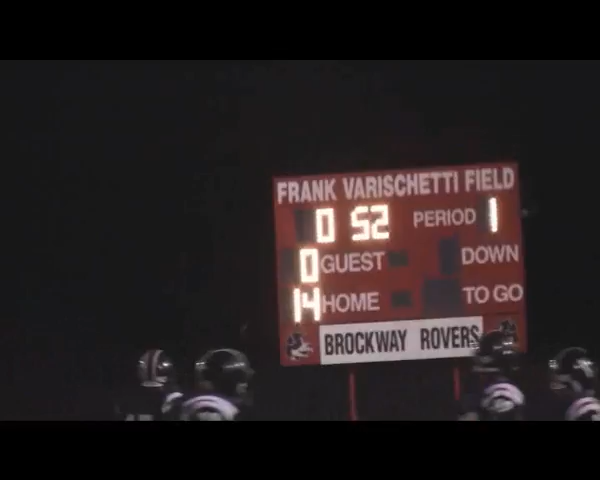 FRANK VARISCHETTI FIELD
0 52 PERIOD 1
0 GUEST DOWN
14 HOME TO GO
BROCKWAY ROVERS